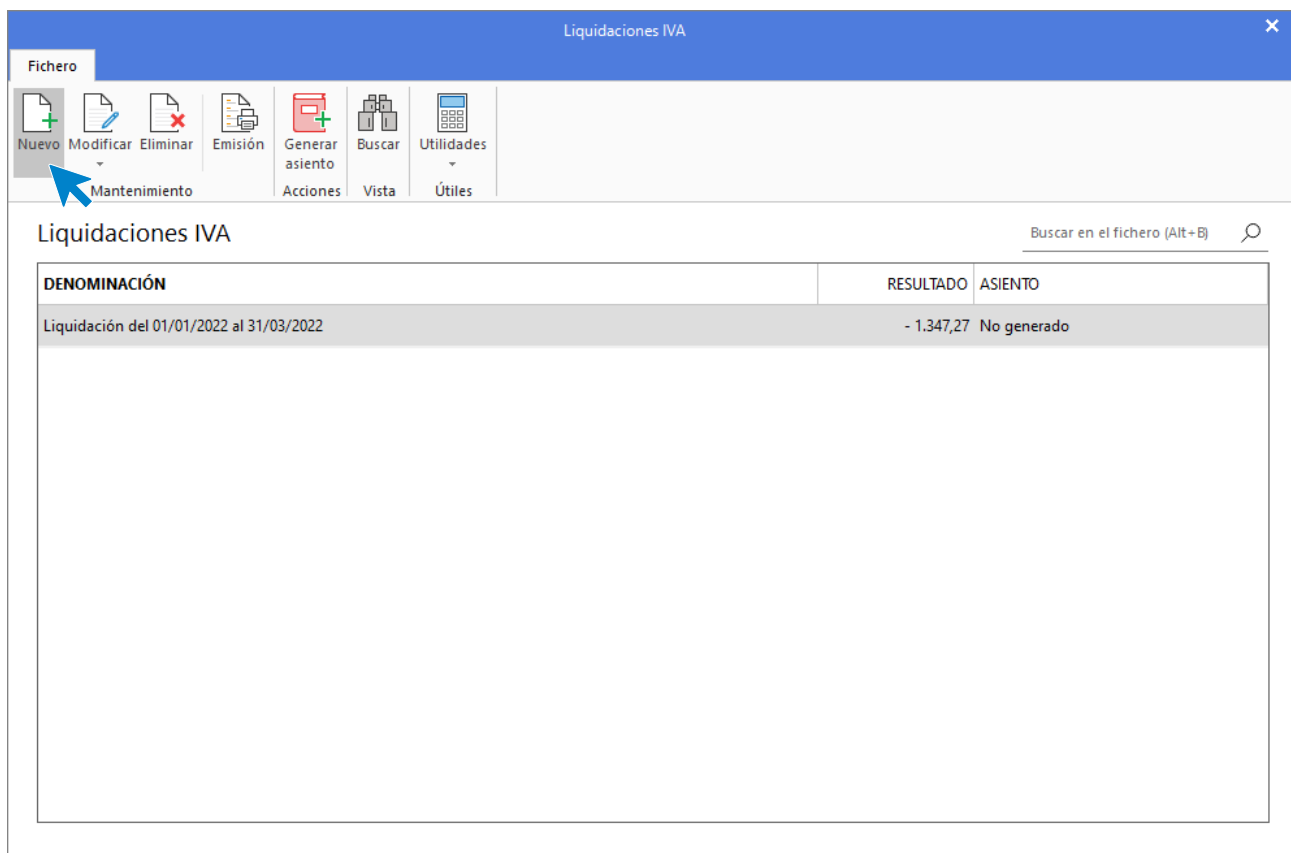 Liquidaciones IVA
Fichero
Nuevo Modificar Eliminar Emisión Generar asiento Buscar Utilidades
Mantenimiento Acciones Vista Útiles
Liquidaciones IVA
Buscar en el fichero (Alt+B)
DENOMINACIÓN RESULTADO ASIENTO
Liquidación del 01/01/2022 al 31/03/2022 - 1.347,27 No generado